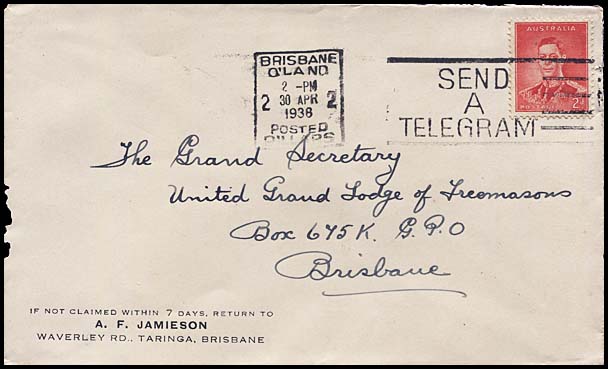 BRISBANE
Q'LAND
2 -PM
2 30 APR 2
1938
POSTED
SEND
A
TELEGRAM
AUSTRALIA
POSTAGE
2D
The Grand Secretary
United Grand Lodge of Freemasons
Box 675K. G.P.O
Brisbane
IF NOT CLAIMED WITHIN 7 DAYS, RETURN TO
A. F. JAMIESON
WAVERLEY RD., TARINGA, BRISBANE